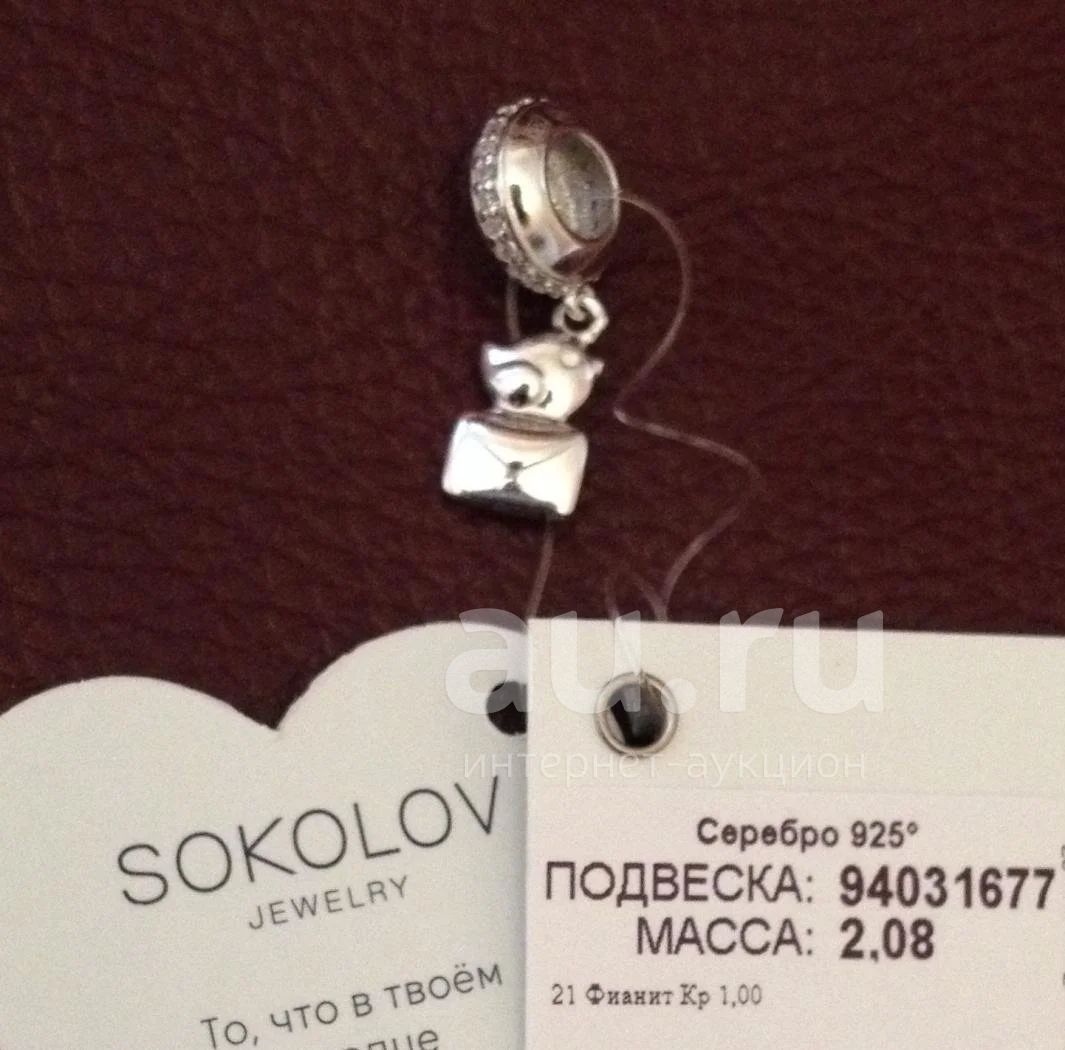 au.ru
интернет-аукцион
SOKOLOV
JEWELRY
То, что в твоём
Серебро 925°
ПОДВЕСКА: 94031677
МАССА: 2,08
21 Фианит Кр 1,00